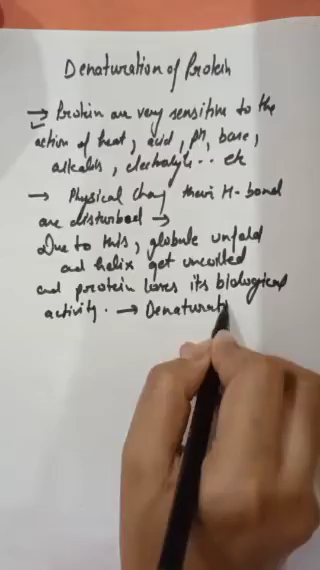 Denaturation of Protein
→ Protein are very sensitive to the
action of heat, acid, pH, base,
alkalis, electrolyte.. etc
→ Physical chang their H-bond
are disturbed →
Due to this, globule unfold
and helix get uncoiled
and protein loses its biological
activity. → Denaturat